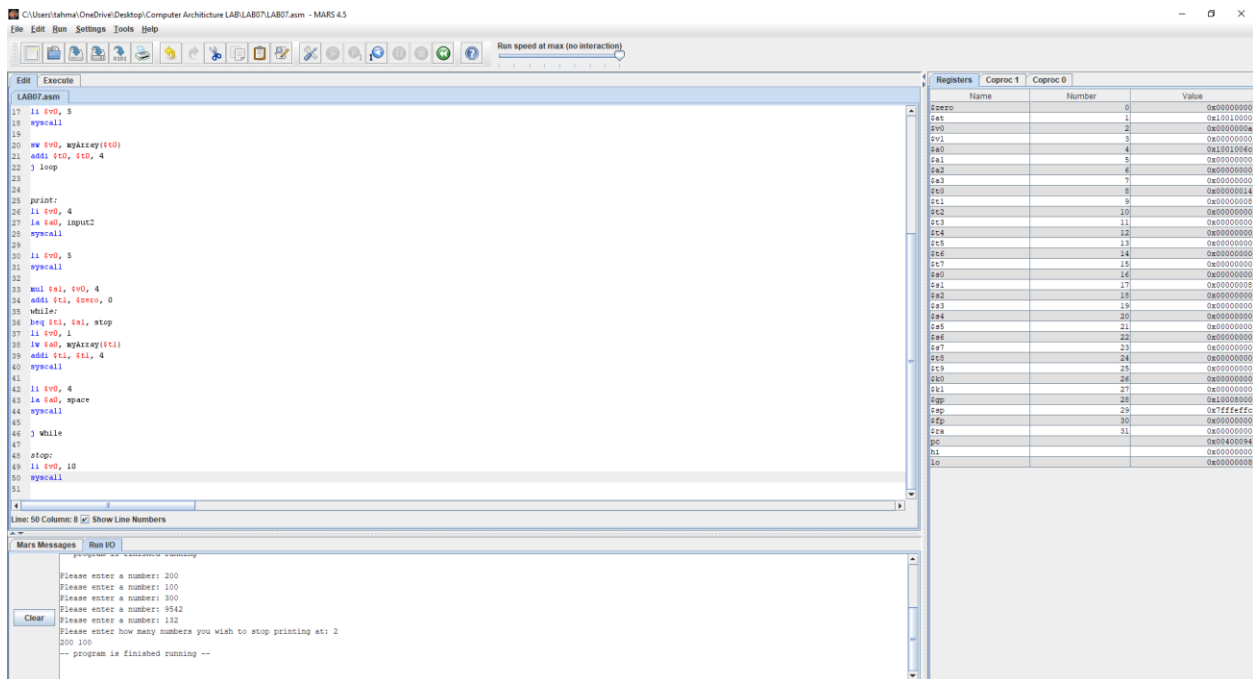 C:\Users\tahma\OneDrive\Desktop\Computer Architicture LAB\LAB07\LAB07.asm - MARS 4.5
File Edit Run Settings Tools Help
Run speed at max (no interaction)
Edit Execute
LAB07.asm
17 li $v0, 5
18 syscall
19
20 sw $v0, myArray($t0)
21 addi $t0, $t0, 4
22 j loop
23
24
25 print:
26 li $v0, 4
27 la $a0, input2
28 syscall
29
30 li $v0, 5
31 syscall
32
33 mul $s1, $v0, 4
34 addi $t1, $zero, 0
35 while:
36 beq $t1, $s1, stop
37 li $v0, 1
38 lw $a0, myArray($t1)
39 addi $t1, $t1, 4
40 syscall
41
42 li $v0, 4
43 la $a0, space
44 syscall
45
46 j while
47
48 stop:
49 li $v0, 10
50 syscall
51
Line: 50 Column: 8 Show Line Numbers
Mars Messages Run I/O
-- program is finished running --
Please enter a number: 200
Please enter a number: 100
Please enter a number: 300
Please enter a number: 9542
Please enter a number: 132
Please enter how many numbers you wish to stop printing at: 2
200 100
-- program is finished running --
Clear
Registers Coproc 1 Coproc 0
Name Number Value
$zero 0 0x00000000
$at 1 0x10010000
$v0 2 0x0000000a
$v1 3 0x00000000
$a0 4 0x1001006c
$a1 5 0x00000000
$a2 6 0x00000000
$a3 7 0x00000000
$t0 8 0x00000014
$t1 9 0x00000008
$t2 10 0x00000000
$t3 11 0x00000000
$t4 12 0x00000000
$t5 13 0x00000000
$t6 14 0x00000000
$t7 15 0x00000000
$s0 16 0x00000000
$s1 17 0x00000008
$s2 18 0x00000000
$s3 19 0x00000000
$s4 20 0x00000000
$s5 21 0x00000000
$s6 22 0x00000000
$s7 23 0x00000000
$t8 24 0x00000000
$t9 25 0x00000000
$k0 26 0x00000000
$k1 27 0x00000000
$gp 28 0x10008000
$sp 29 0x7fffeffc
$fp 30 0x00000000
$ra 31 0x00000000
pc 0x00400094
hi 0x00000000
lo 0x00000008